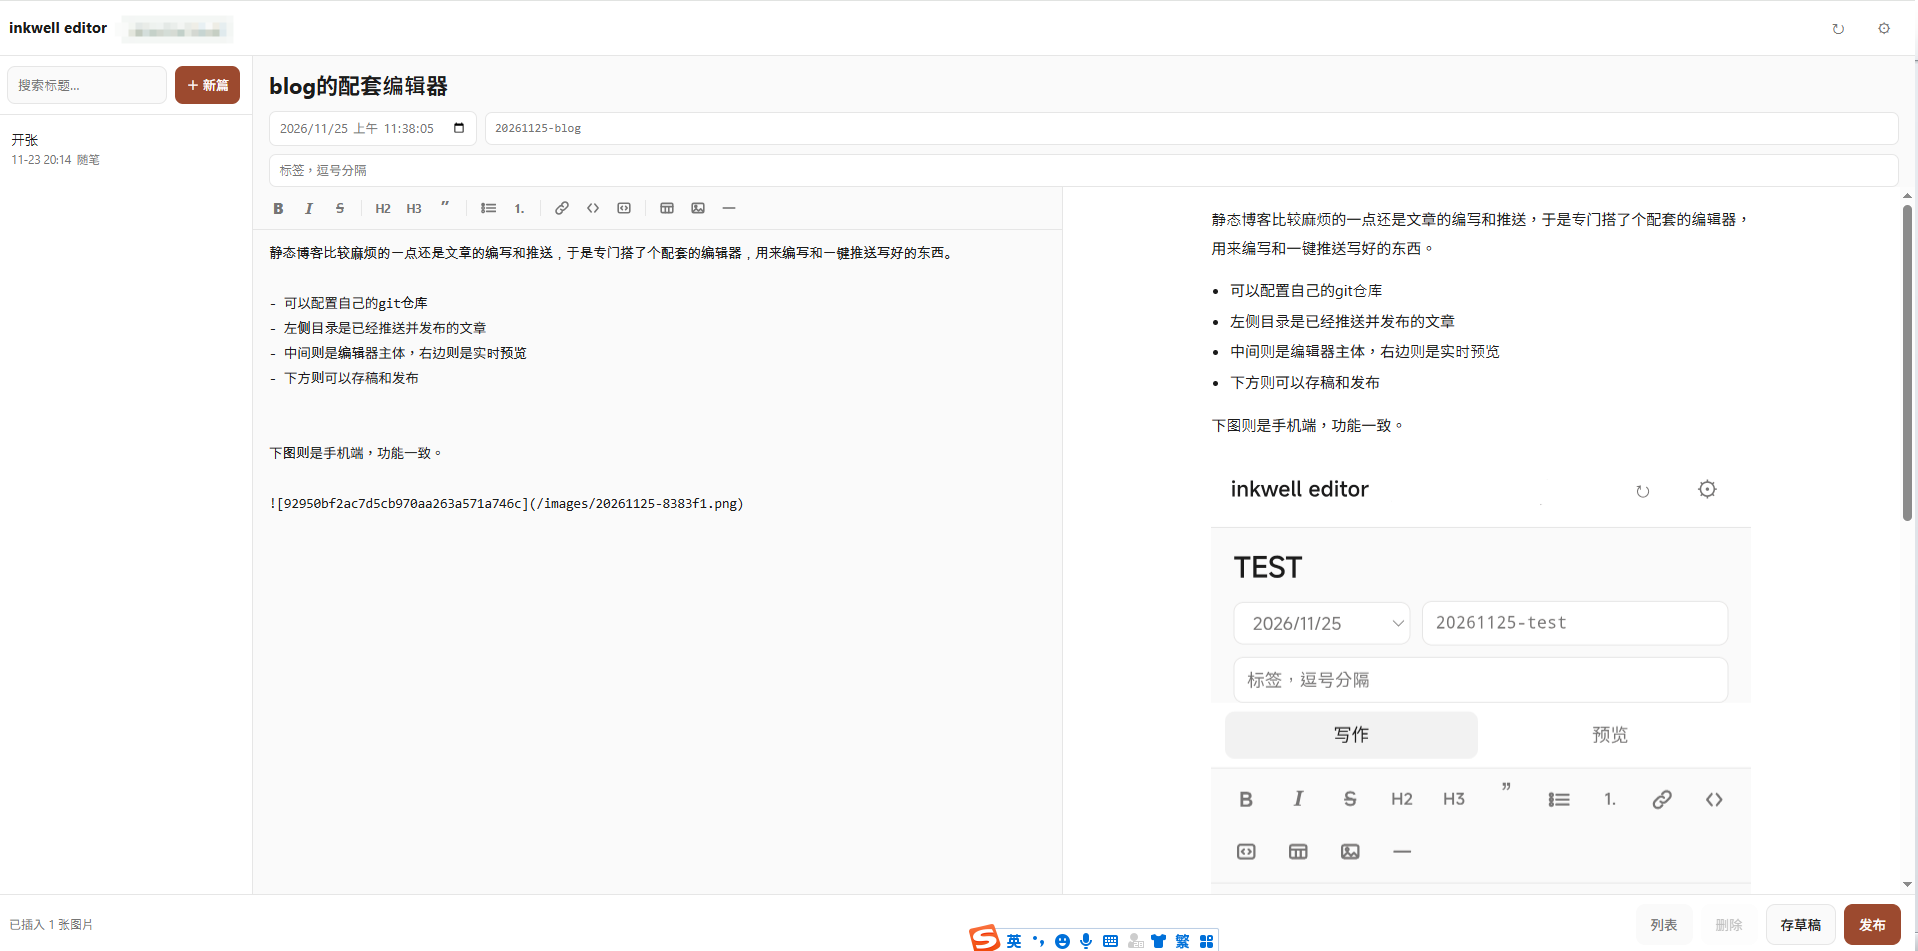 inkwell editor
搜索标题...
+ 新篇
开张
11-23 20:14 随笔
blog的配套编辑器
2026/11/25 上午 11:38:05
20261125-blog
标签，逗号分隔
B I S H2 H3 ” 1.
静态博客比较麻烦的一点还是文章的编写和推送，于是专门搭了个配套的编辑器，用来编写和一键推送写好的东西。
- 可以配置自己的git仓库
- 左侧目录是已经推送并发布的文章
- 中间则是编辑器主体，右边则是实时预览
- 下方则可以存稿和发布
下图则是手机端，功能一致。
![92950bf2ac7d5cb970aa263a571a746c](/images/20261125-8383f1.png)
静态博客比较麻烦的一点还是文章的编写和推送，于是专门搭了个配套的编辑器，
用来编写和一键推送写好的东西。
• 可以配置自己的git仓库
• 左侧目录是已经推送并发布的文章
• 中间则是编辑器主体，右边则是实时预览
• 下方则可以存稿和发布
下图则是手机端，功能一致。
inkwell editor
TEST
2026/11/25
20261125-test
标签，逗号分隔
写作
预览
B I S H2 H3 ” 1.
已插入 1 张图片
列表
删除
存草稿
发布
S 英 繁